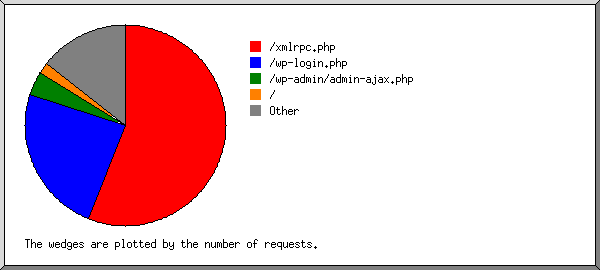 /xmlrpc.php
/wp-login.php
/wp-admin/admin-ajax.php
/
Other
The wedges are plotted by the number of requests.